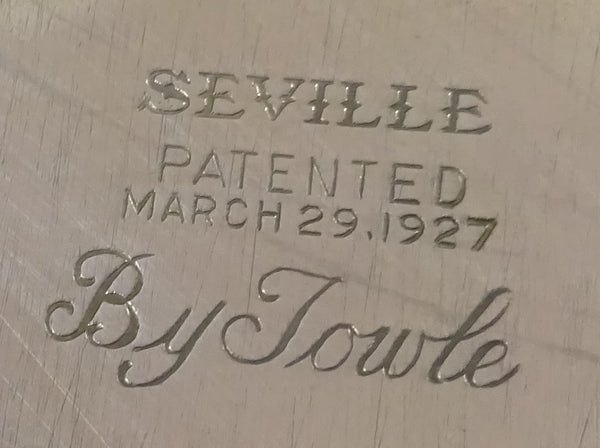 SEVILLE
PATENTED
MARCH 29, 1927
By Towle